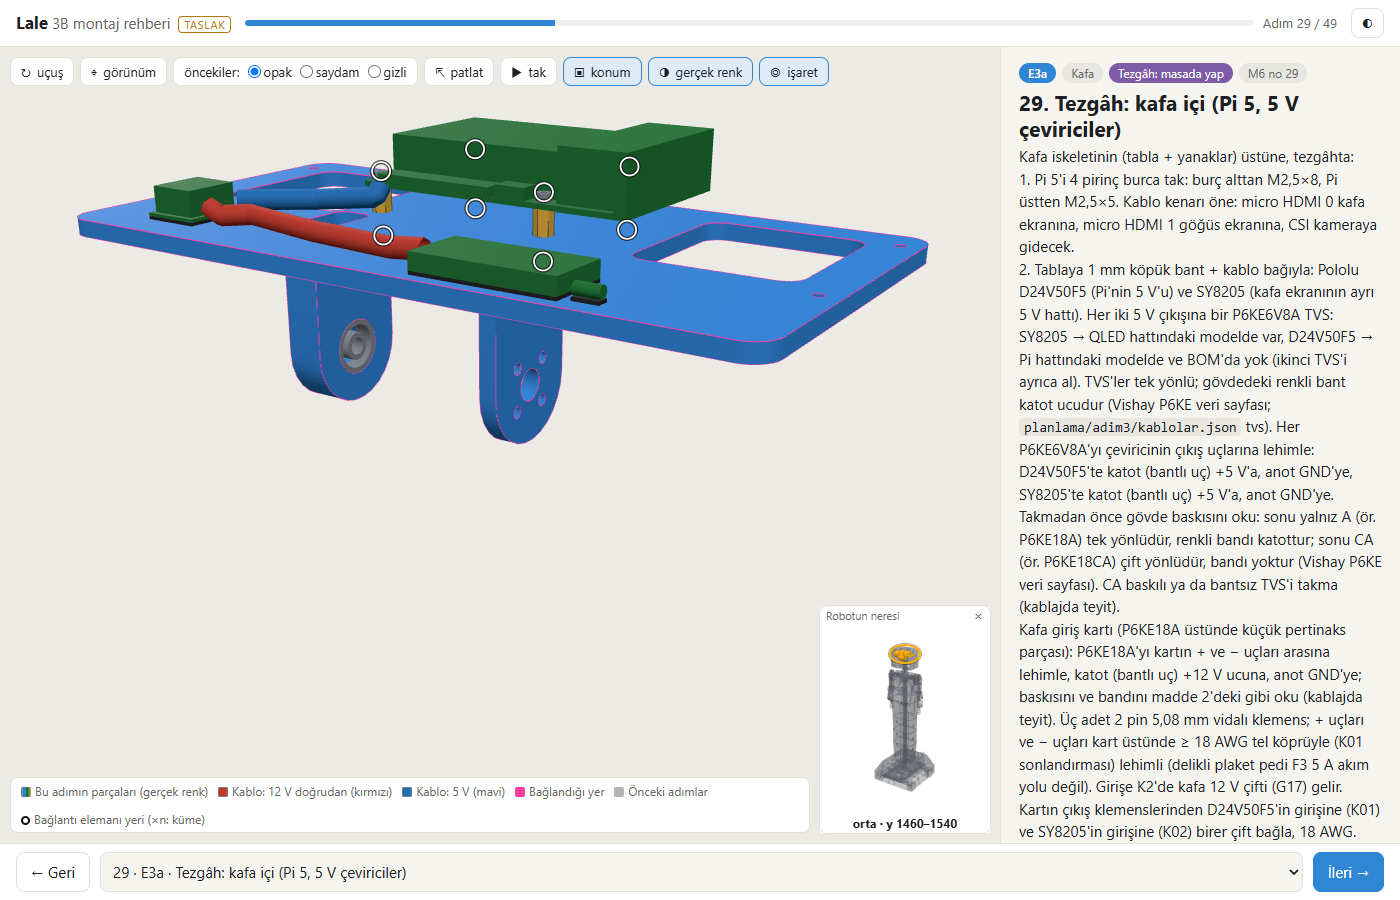 Lale 3B montaj rehberi TASLAK
Adım 29 / 49
↻ uçuş
⌖ görünüm
öncekiler: opak saydam gizli
⇱ patlat
▶ tak
▣ konum
◑ gerçek renk
◎ işaret
E3a Kafa Tezgâh: masada yap M6 no 29
29. Tezgâh: kafa içi (Pi 5, 5 V
çeviriciler)
Kafa iskeletinin (tabla + yanaklar) üstüne, tezgâhta:
1. Pi 5'i 4 pirinç burca tak: burç alttan M2,5×8, Pi
üstten M2,5×5. Kablo kenarı öne: micro HDMI 0 kafa
ekranına, micro HDMI 1 göğüs ekranına, CSI kameraya
gidecek.
2. Tablaya 1 mm köpük bant + kablo bağıyla: Pololu
D24V50F5 (Pi'nin 5 V'u) ve SY8205 (kafa ekranının ayrı
5 V hattı). Her iki 5 V çıkışına bir P6KE6V8A TVS:
SY8205 → QLED hattındaki modelde var, D24V50F5 →
Pi hattındaki modelde ve BOM'da yok (ikinci TVS'i
ayrıca al). TVS'ler tek yönlü; gövdedeki renkli bant
katot ucudur (Vishay P6KE veri sayfası;
planlama/adim3/kablolar.json tvs). Her
P6KE6V8A'yı çeviricinin çıkış uçlarına lehimle:
D24V50F5'te katot (bantlı uç) +5 V'a, anot GND'ye,
SY8205'te katot (bantlı uç) +5 V'a, anot GND'ye.
Takmadan önce gövde baskısını oku: sonu yalnız A (ör.
P6KE18A) tek yönlüdür, renkli bandı katottur; sonu CA
(ör. P6KE18CA) çift yönlüdür, bandı yoktur (Vishay P6KE
veri sayfası). CA baskılı ya da bantsız TVS'i takma
(kablajda teyit).
Kafa giriş kartı (P6KE18A üstünde küçük pertinaks
parçası): P6KE18A'yı kartın + ve − uçları arasına
lehimle, katot (bantlı uç) +12 V ucuna, anot GND'ye;
baskısını ve bandını madde 2'deki gibi oku (kablajda
teyit). Üç adet 2 pin 5,08 mm vidalı klemens; + uçları
ve − uçları kart üstünde ≥ 18 AWG tel köprüyle (K01
sonlandırması) lehimli (delikli plaket pedi F3 5 A akım
yolu değil). Girişe K2'de kafa 12 V çifti (G17) gelir.
Kartın çıkış klemenslerinden D24V50F5'in girişine (K01)
ve SY8205'in girişine (K02) birer çift bağla, 18 AWG.
Robotun neresi ×
orta · y 1460–1540
Bu adımın parçaları (gerçek renk) Kablo: 12 V doğrudan (kırmızı) Kablo: 5 V (mavi) Bağlandığı yer Önceki adımlar
Bağlantı elemanı yeri (×n: küme)
← Geri
29 · E3a · Tezgâh: kafa içi (Pi 5, 5 V çeviriciler)
İleri →